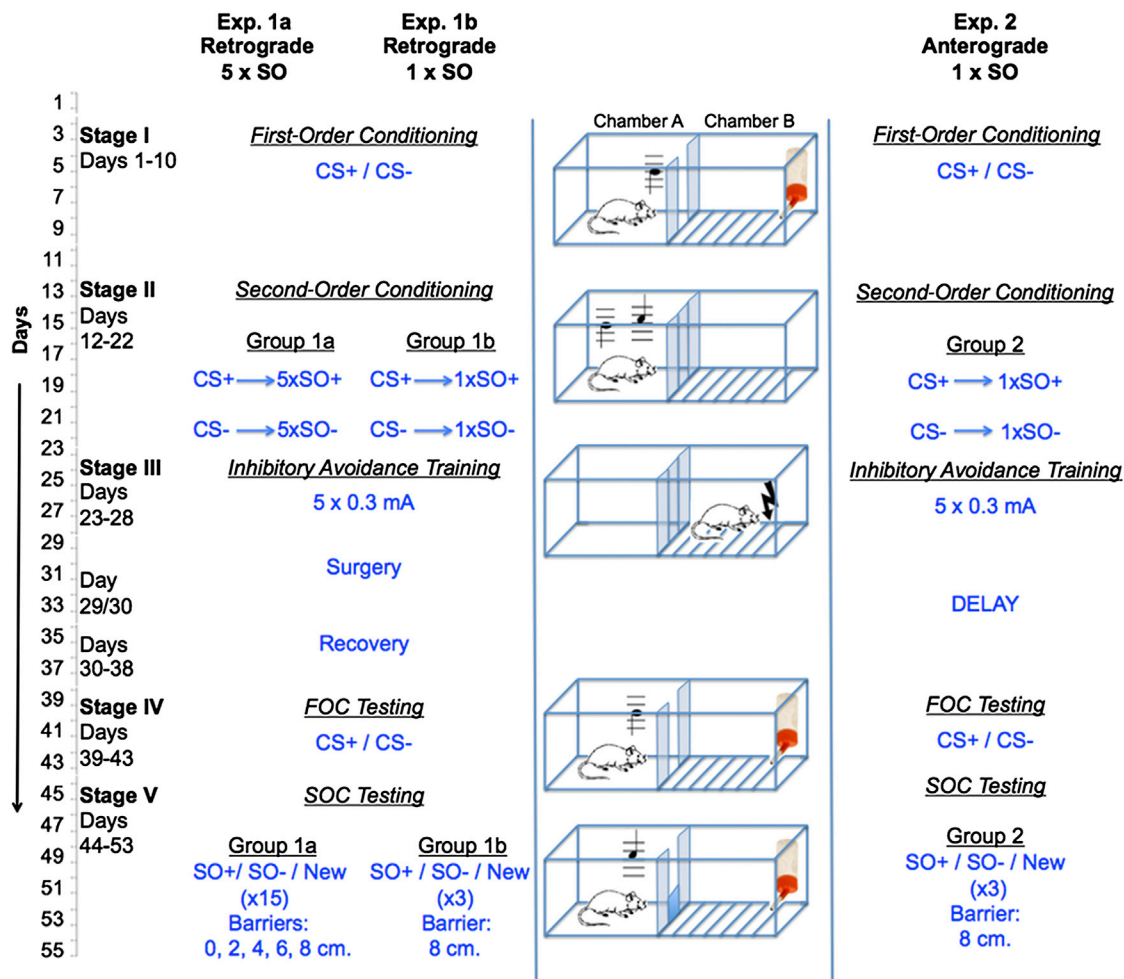 Exp. 1a
Retrograde
5 x SO
Exp. 1b
Retrograde
1 x SO
Exp. 2
Anterograde
1 x SO
Days
1
3
5
7
9
11
13
15
17
19
21
23
25
27
29
31
33
35
37
39
41
43
45
47
49
51
53
55
Stage I
Days 1-10
First-Order Conditioning
CS+ / CS-
Chamber A
Chamber B
First-Order Conditioning
CS+ / CS-
Stage II
Days
12-22
Second-Order Conditioning
Group 1a
CS+ → 5xSO+
CS- → 5xSO-
Group 1b
CS+ → 1xSO+
CS- → 1xSO-
Second-Order Conditioning
Group 2
CS+ → 1xSO+
CS- → 1xSO-
Stage III
Days
23-28
Inhibitory Avoidance Training
5 x 0.3 mA
Inhibitory Avoidance Training
5 x 0.3 mA
Day
29/30
Surgery
DELAY
Days
30-38
Recovery
Stage IV
Days
39-43
FOC Testing
CS+ / CS-
FOC Testing
CS+ / CS-
Stage V
Days
44-53
SOC Testing
Group 1a
SO+/ SO- / New
(x15)
Barriers:
0, 2, 4, 6, 8 cm.
Group 1b
SO+ / SO- / New
(x3)
Barrier:
8 cm.
SOC Testing
Group 2
SO+ / SO- / New
(x3)
Barrier:
8 cm.